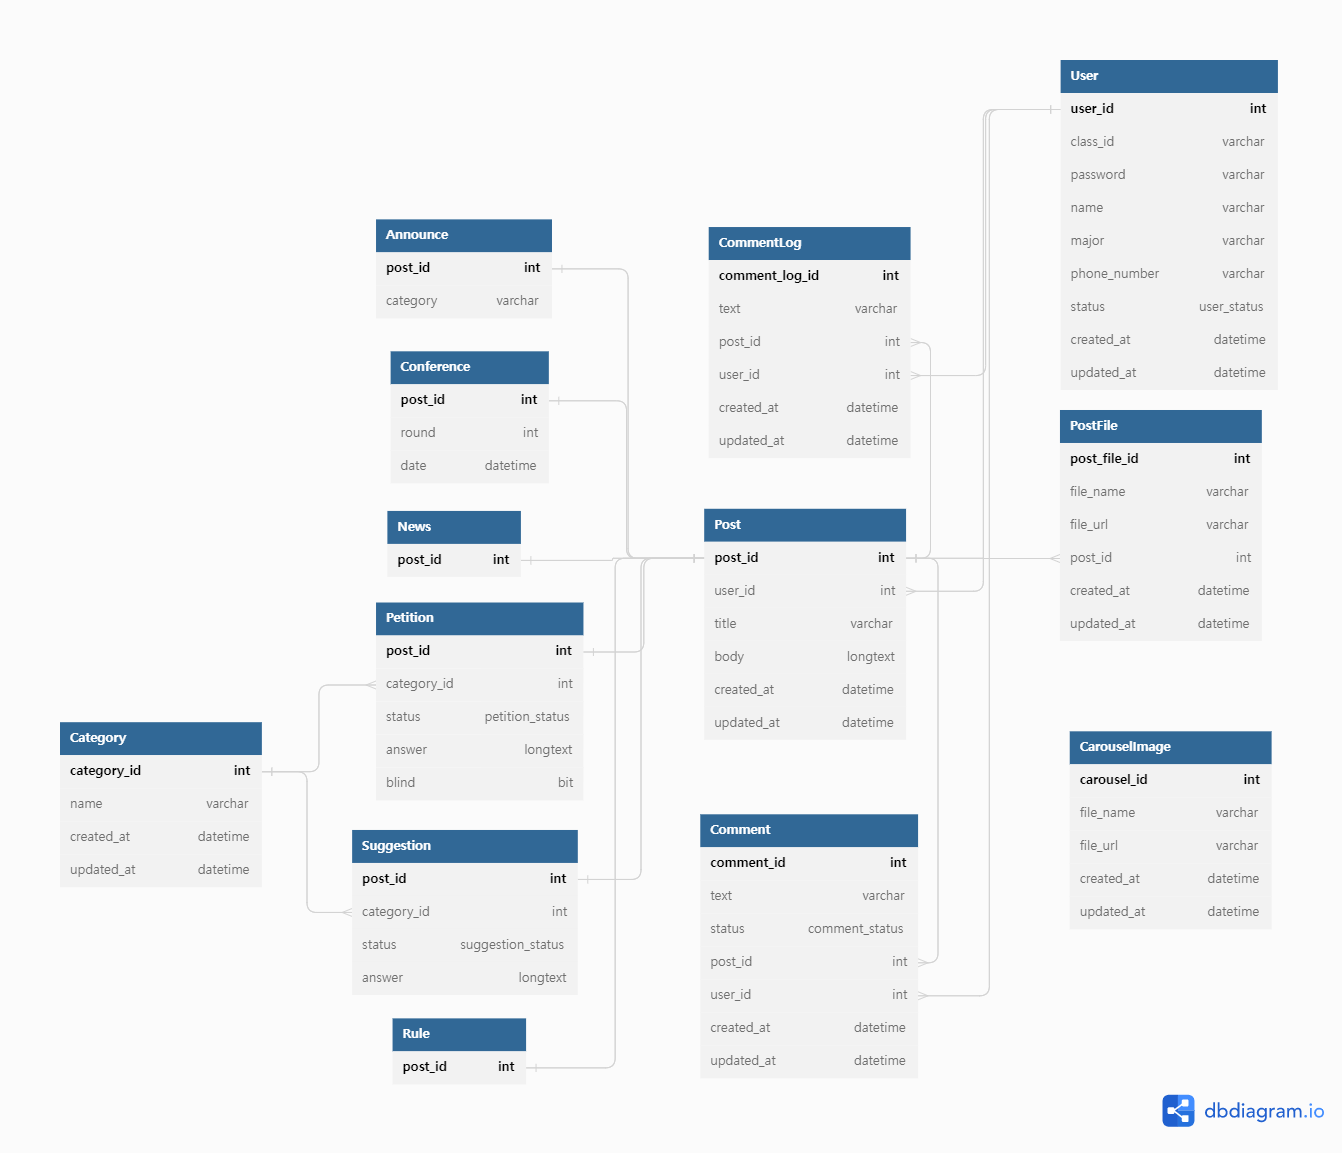 User
user_id int
class_id varchar
password varchar
name varchar
major varchar
phone_number varchar
status user_status
created_at datetime
updated_at datetime
Announce
post_id int
category varchar
CommentLog
comment_log_id int
text varchar
post_id int
user_id int
created_at datetime
updated_at datetime
Conference
post_id int
round int
date datetime
PostFile
post_file_id int
file_name varchar
file_url varchar
post_id int
created_at datetime
updated_at datetime
News
post_id int
Post
post_id int
user_id int
title varchar
body longtext
created_at datetime
updated_at datetime
Petition
post_id int
category_id int
status petition_status
answer longtext
blind bit
Category
category_id int
name varchar
created_at datetime
updated_at datetime
CarouselImage
carousel_id int
file_name varchar
file_url varchar
created_at datetime
updated_at datetime
Suggestion
post_id int
category_id int
status suggestion_status
answer longtext
Comment
comment_id int
text varchar
status comment_status
post_id int
user_id int
created_at datetime
updated_at datetime
Rule
post_id int
dbdiagram.io